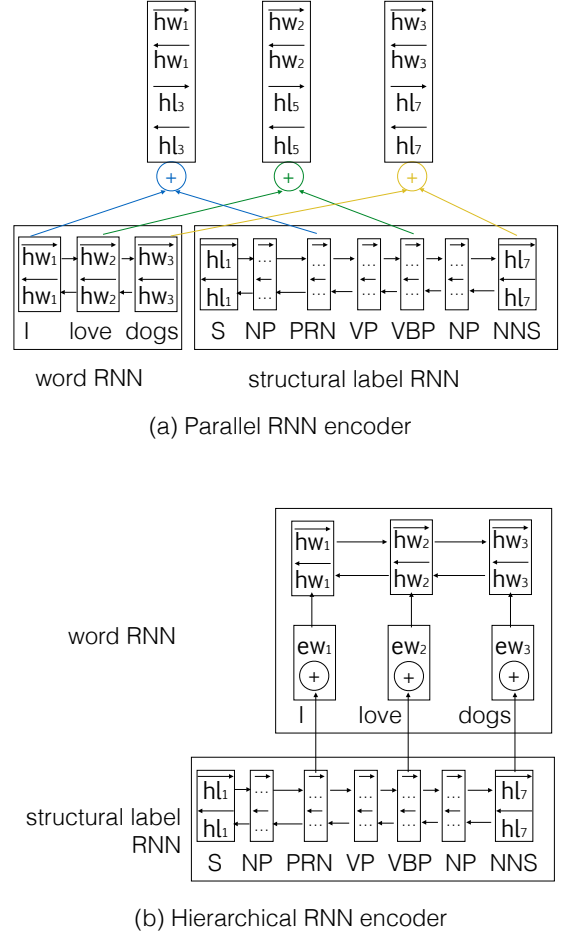 hw1 hw2 hw3
hw1 hw2 hw3
hl3 hl5 hl7
hl3 hl5 hl7
+ + +
hw1 hw2 hw3 hl1 ... ... ... ... ... hl7
hw1 hw2 hw3 hl1 ... ... ... ... ... hl7
I love dogs S NP PRN VP VBP NP NNS
word RNN structural label RNN
(a) Parallel RNN encoder
hw1 hw2 hw3
hw1 hw2 hw3
word RNN
ew1 ew2 ew3
+ + +
I love dogs
hl1 ... ... ... ... ... hl7
hl1 ... ... ... ... ... hl7
structural label
RNN
S NP PRN VP VBP NP NNS
(b) Hierarchical RNN encoder